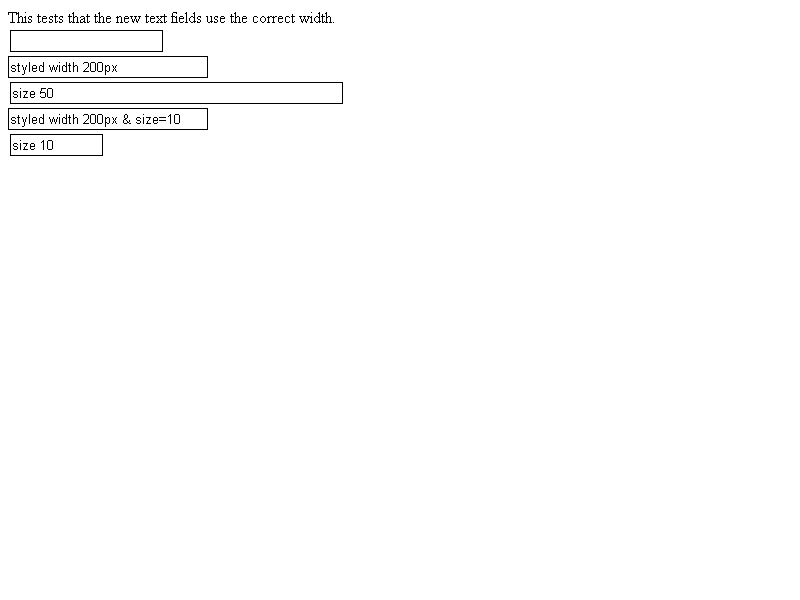 This tests that the new text fields use the correct width.
styled width 200px
size 50
styled width 200px & size=10
size 10